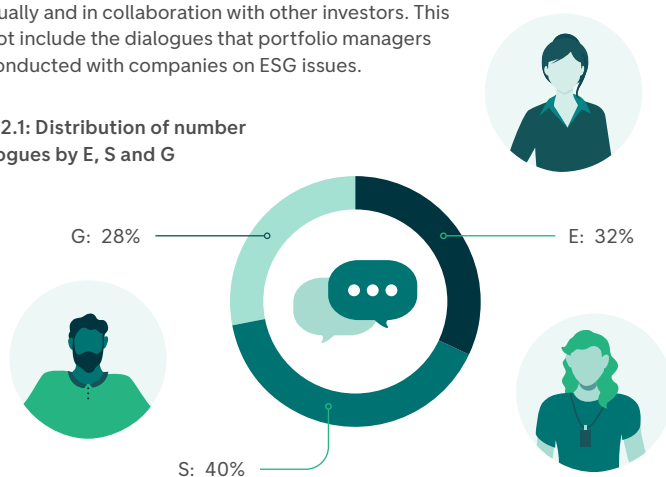 ually and in collaboration with other investors. This
ot include the dialogues that portfolio managers
onducted with companies on ESG issues.
2.1: Distribution of number
ogues by E, S and G
G: 28%
E: 32%
S: 40%